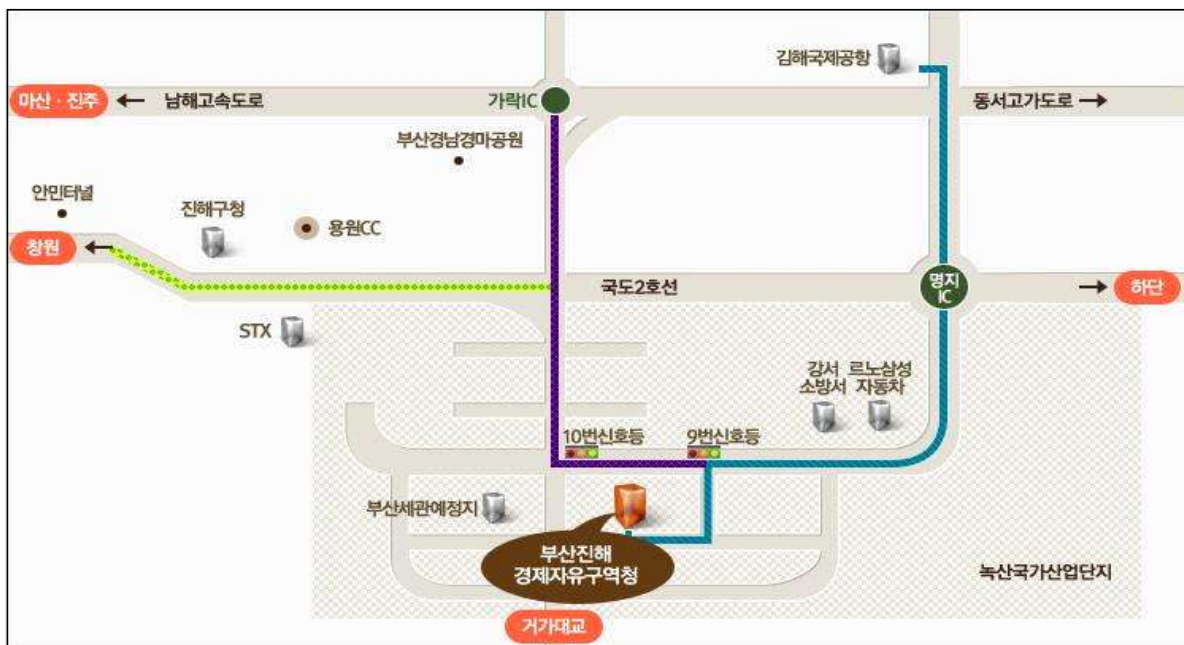 김해국제공항
마산·진주
남해고속도로
가락IC
동서고가도로
부산경남경마공원
안민터널
진해구청
용원CC
창원
국도2호선
명지
IC
하단
STX
강서
소방서
르노삼성
자동차
10번신호등
9번신호등
부산세관예정지
부산진해
경제자유구역청
녹산국가산업단지
거가대교